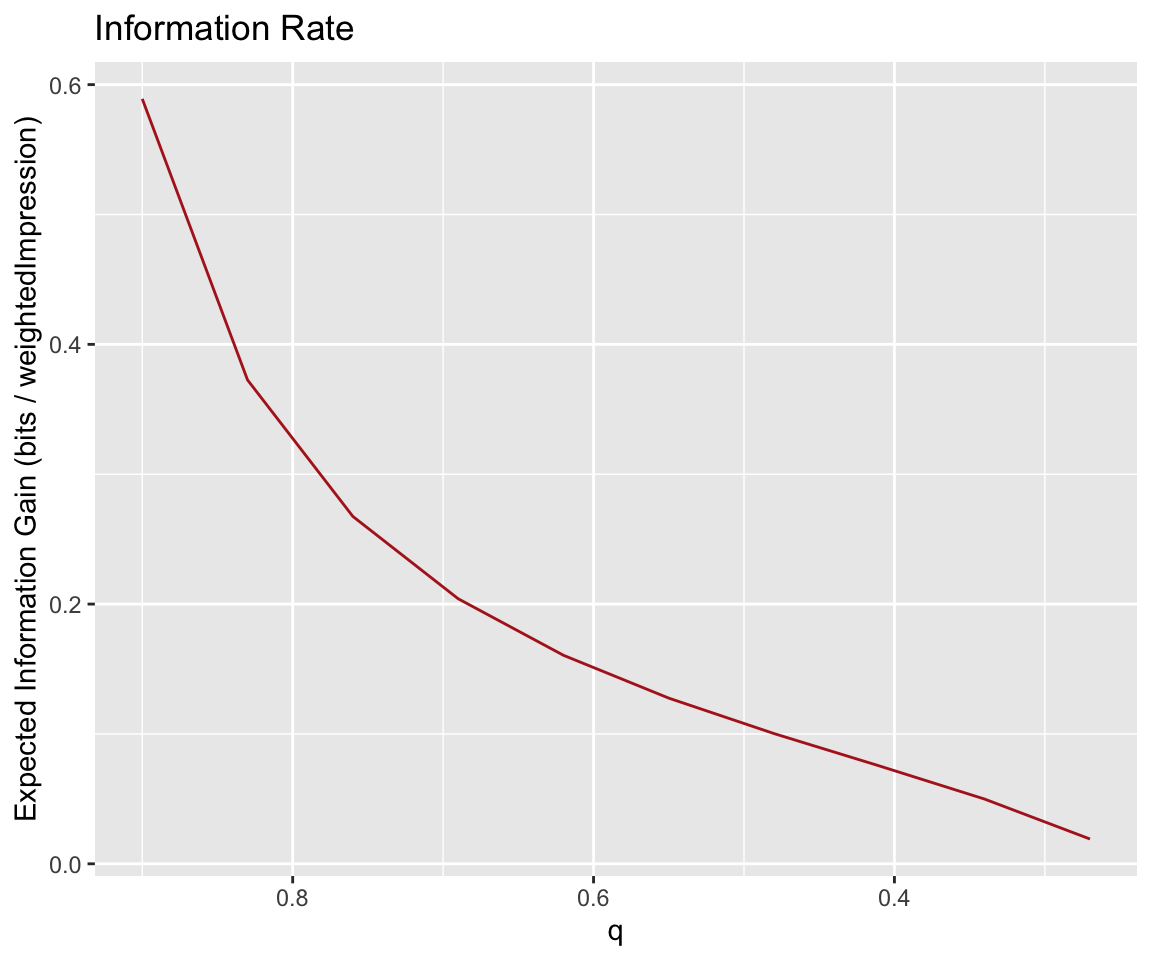 Information Rate
Expected Information Gain (bits / weightedImpression)
0.6
0.4
0.2
0.0
0.8 0.6 0.4
q